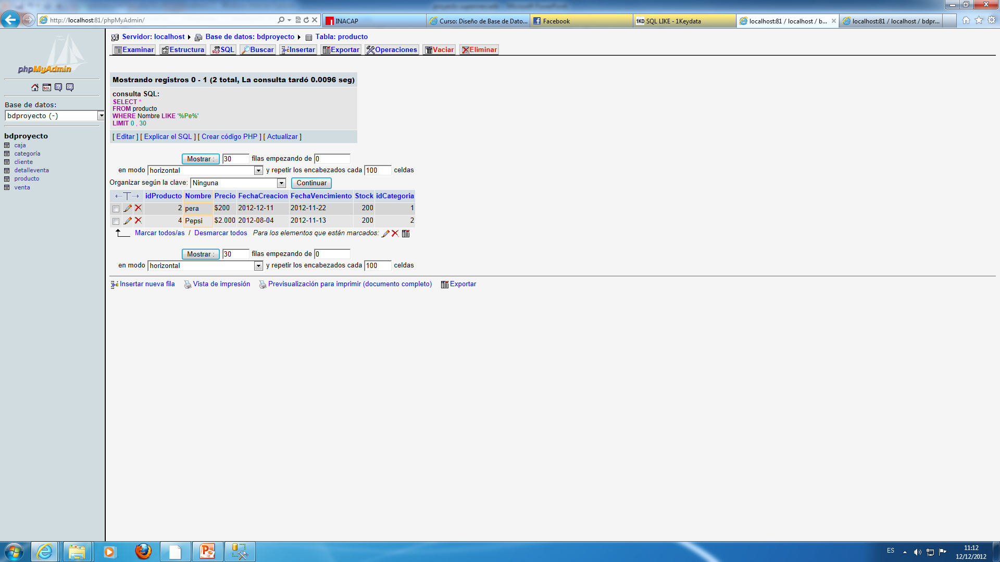 http://localhost:81/phpMyAdmin/
INACAP
Curso: Diseño de Base de Dato...
Facebook
1KD SQL LIKE - 1Keydata
localhost:81 / localhost / b...
localhost:81 / localhost / bdpr...
phpMyAdmin
SQL
Base de datos:
bdproyecto (-)
bdproyecto
caja
categoría
cliente
detalleventa
producto
venta
Servidor: localhost
Base de datos: bdproyecto
Tabla: producto
Examinar
Estructura
SQL
Buscar
Insertar
Exportar
Operaciones
Vaciar
Eliminar
Mostrando registros 0 - 1 (2 total, La consulta tardó 0.0096 seg)
consulta SQL:
SELECT *
FROM producto
WHERE Nombre LIKE '%Pe%'
LIMIT 0 , 30
[ Editar ] [ Explicar el SQL ] [ Crear código PHP ] [ Actualizar ]
Mostrar : 30 filas empezando de 0
en modo horizontal y repetir los encabezados cada 100 celdas
Organizar según la clave: Ninguna Continuar
←T→ idProducto Nombre Precio FechaCreacion FechaVencimiento Stock idCategoria
2 pera $200 2012-12-11 2012-11-22 200 1
4 Pepsi $2.000 2012-08-04 2012-11-13 200 2
Marcar todos/as / Desmarcar todos Para los elementos que están marcados:
Mostrar : 30 filas empezando de 0
en modo horizontal y repetir los encabezados cada 100 celdas
Insertar nueva fila
Vista de impresión
Previsualización para imprimir (documento completo)
Exportar
ES
11:12
12/12/2012